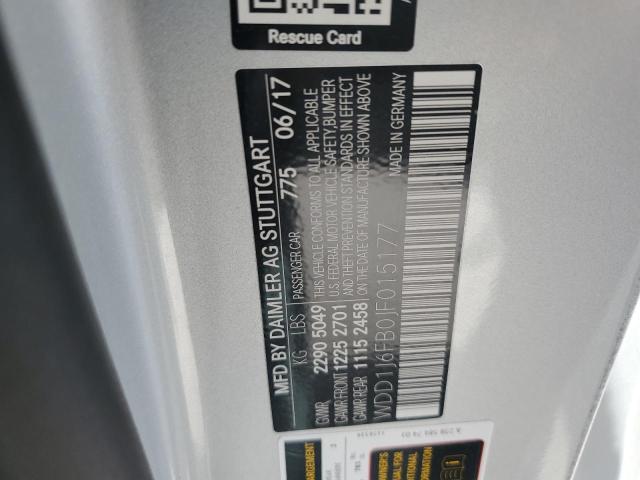 Rescue Card
MFD BY DAIMLER AG STUTTGART 775 06/17
KG LBS PASSENGER CAR
GVWR 2290 5049
GAWR FRONT 1225 2701
GAWR REAR 1115 2458
THIS VEHICLE CONFORMS TO ALL APPLICABLE
U.S. FEDERAL MOTOR VEHICLE SAFETY, BUMPER
AND THEFT PREVENTION STANDARDS IN EFFECT
ON THE DATE OF MANUFACTURE SHOWN ABOVE
WDD1J6FB0JF015177 MADE IN GERMANY